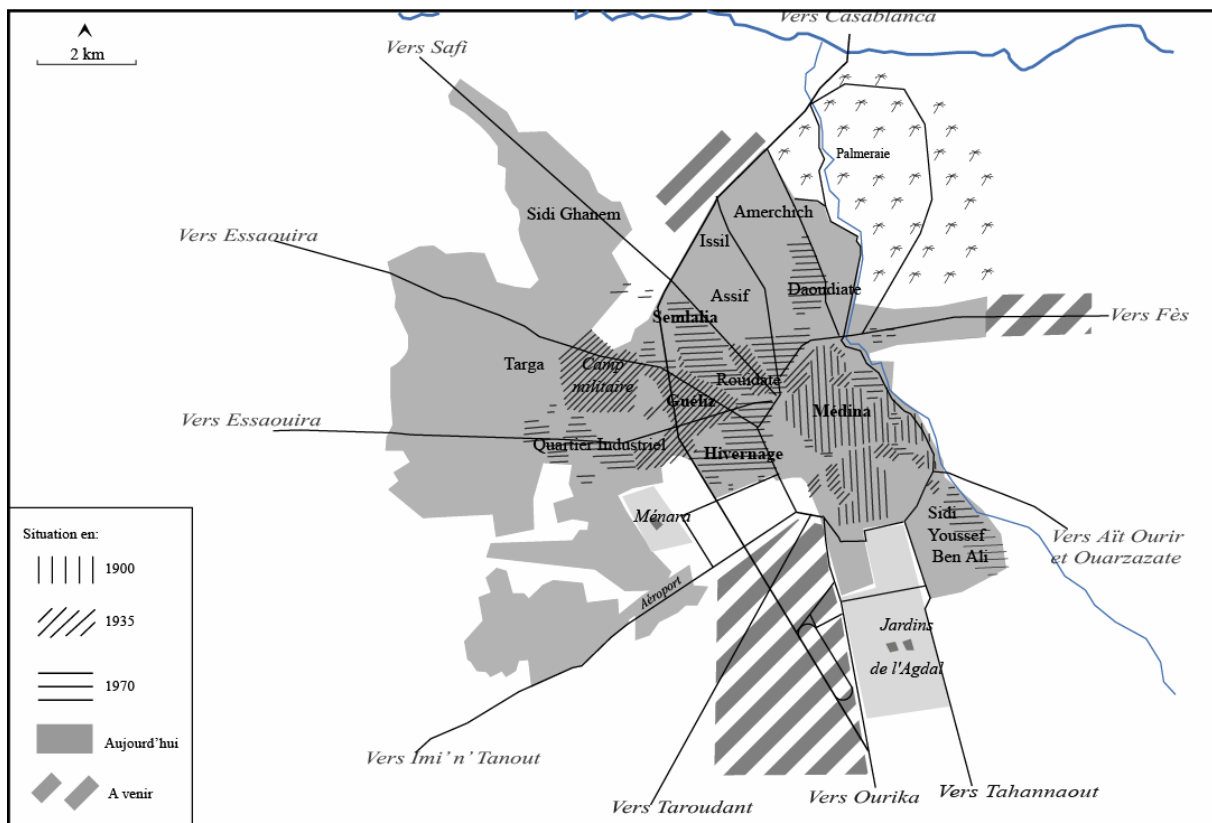 Vers Casablanca
2 km
Vers Safi
Palmeraie
Sidi Ghanem
Amerchich
Vers Essaouira
Issil
Daoudiate
Assif
Semlalia
Vers Fès
Targa
Camp
militaire
Rouidate
Guéliz
Médina
Vers Essaouira
Quartier Industriel
Hivernage
Ménara
Sidi
Youssef
Ben Ali
Vers Aït Ourir
et Ouarzazate
Aéroport
Jardins
de l'Agdal
Situation en:
1900
1935
1970
Aujourd'hui
A venir
Vers Imi' n' Tanout
Vers Taroudant
Vers Ourika
Vers Tahannaout